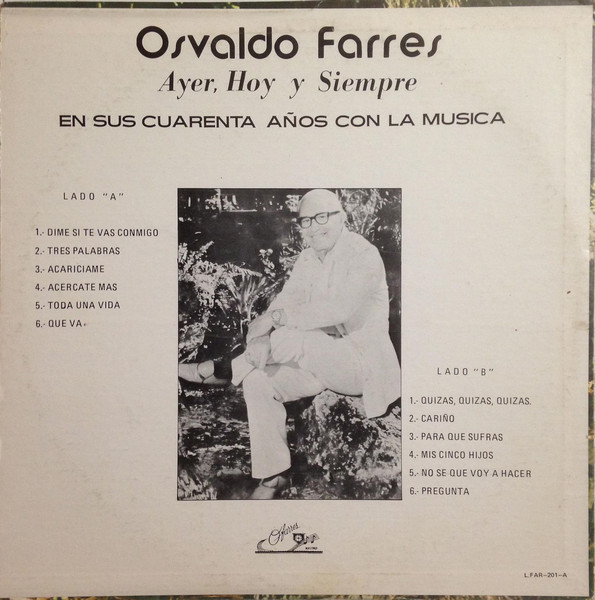 Osvaldo Farres
Ayer, Hoy y Siempre
EN SUS CUARENTA AÑOS CON LA MUSICA
LADO "A"
1.- DIME SI TE VAS CONMIGO
2.- TRES PALABRAS
3.- ACARICIAME
4.- ACERCATE MAS
5.- TODA UNA VIDA
6.- QUE VA.
LADO "B"
1.- QUIZAS, QUIZAS, QUIZAS.
2.- CARIÑO
3.- PARA QUE SUFRAS
4.- MIS CINCO HIJOS
5.- NO SE QUE VOY A HACER
6.- PREGUNTA
Ofarres
L.FAR-201-A